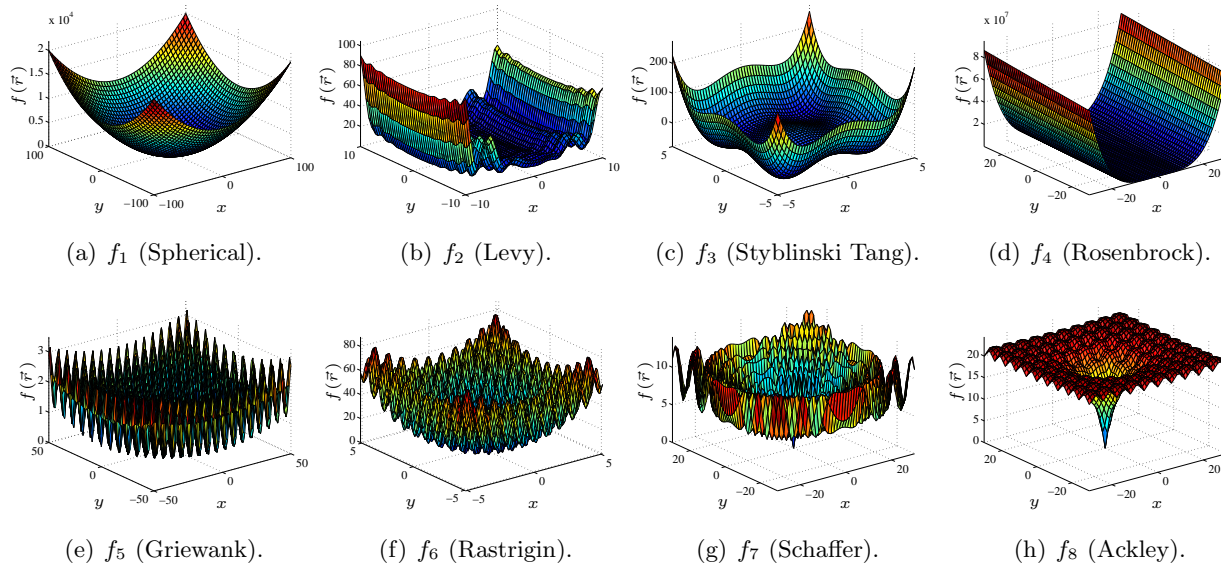 x 10⁴
2
1.5
1
0.5
0
f(r⃗)
100
0
−100
y
−100
0
100
x
(a) f₁ (Spherical).
100
80
60
40
20
f(r⃗)
10
0
−10
y
−10
0
10
x
(b) f₂ (Levy).
200
100
0
f(r⃗)
5
0
−5
y
−5
0
5
x
(c) f₃ (Styblinski Tang).
x 10⁷
8
6
4
2
f(r⃗)
20
0
−20
y
−20
0
20
x
(d) f₄ (Rosenbrock).
3
2
1
0
f(r⃗)
50
0
−50
y
−50
0
50
x
(e) f₅ (Griewank).
80
60
40
20
0
f(r⃗)
5
0
−5
y
−5
0
5
x
(f) f₆ (Rastrigin).
10
5
0
f(r⃗)
20
0
−20
y
−20
0
20
x
(g) f₇ (Schaffer).
20
15
10
5
0
f(r⃗)
20
0
−20
y
−20
0
20
x
(h) f₈ (Ackley).